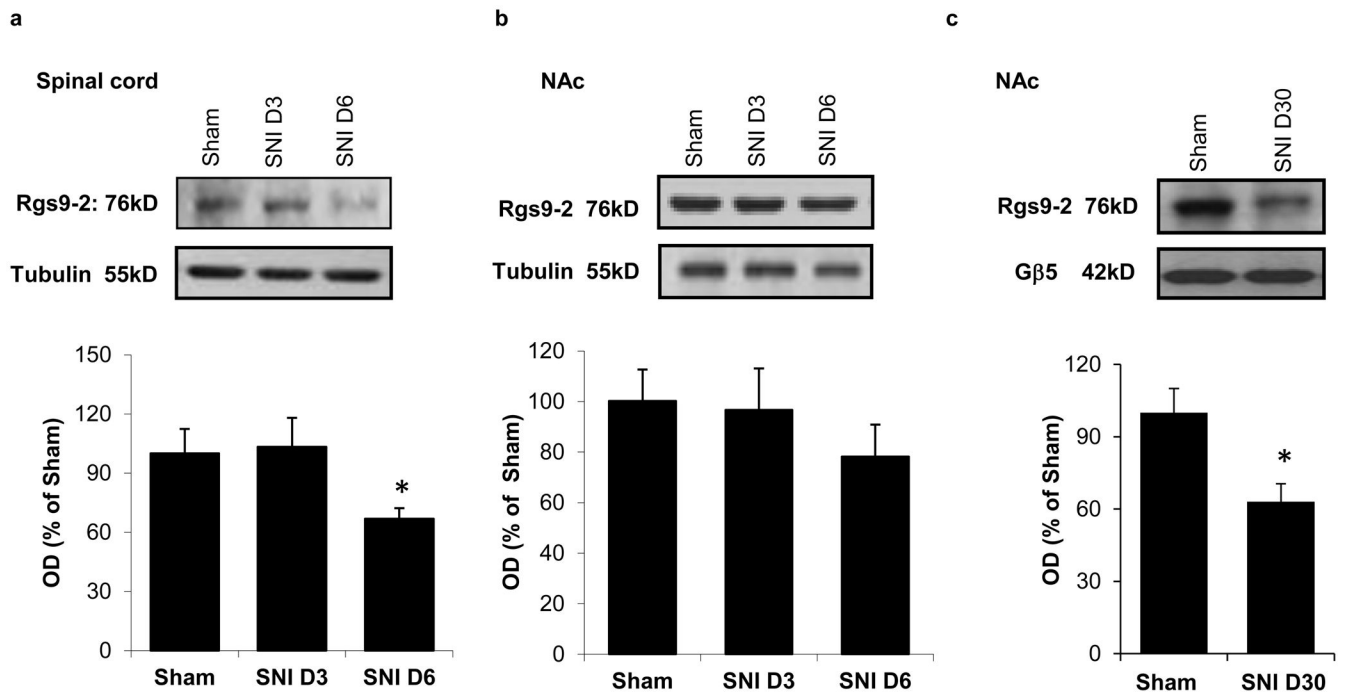 a
Spinal cord
Sham
SNI D3
SNI D6
Rgs9-2: 76kD
Tubulin 55kD
OD (% of Sham)
150
120
90
60
30
0
*
Sham SNI D3 SNI D6
b
NAc
Sham
SNI D3
SNI D6
Rgs9-2 76kD
Tubulin 55kD
OD (% of Sham)
120
100
80
60
40
20
0
Sham SNI D3 SNI D6
c
NAc
Sham
SNI D30
Rgs9-2 76kD
Gβ5 42kD
OD (% of Sham)
120
90
60
30
0
*
Sham SNI D30